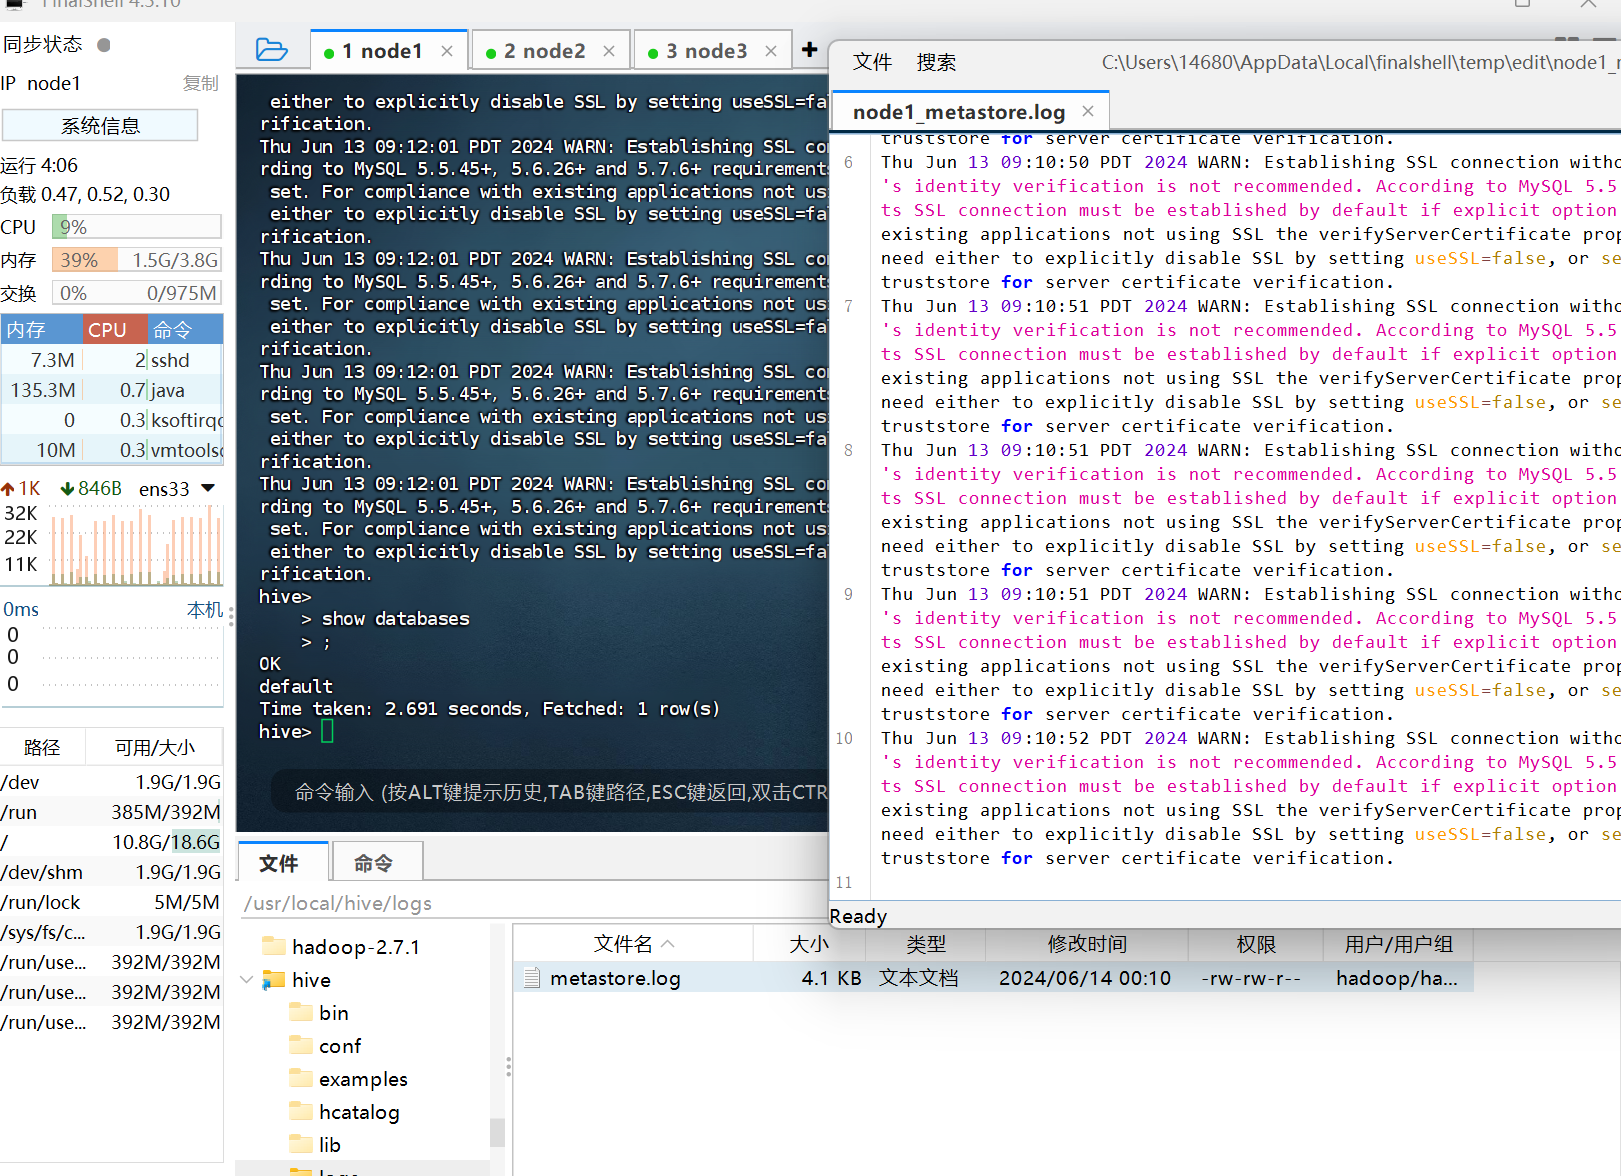 FinalShell 4.3.10
同步状态
IP node1 复制
系统信息
运行 4:06
负载 0.47, 0.52, 0.30
CPU 9%
内存 39% 1.5G/3.8G
交换 0% 0/975M
内存 CPU 命令
7.3M 2 sshd
135.3M 0.7 java
0 0.3 ksoftirqc
10M 0.3 vmtoolsc
1K 846B ens33
32K
22K
11K
0ms 本机
0
0
0
路径 可用/大小
/dev 1.9G/1.9G
/run 385M/392M
/ 10.8G/18.6G
/dev/shm 1.9G/1.9G
/run/lock 5M/5M
/sys/fs/c... 1.9G/1.9G
/run/use... 392M/392M
/run/use... 392M/392M
/run/use... 392M/392M
1 node1 × 2 node2 × 3 node3 × +
either to explicitly disable SSL by setting useSSL=fal
rification.
Thu Jun 13 09:12:01 PDT 2024 WARN: Establishing SSL co
rding to MySQL 5.5.45+, 5.6.26+ and 5.7.6+ requirements
set. For compliance with existing applications not usi
either to explicitly disable SSL by setting useSSL=fal
rification.
Thu Jun 13 09:12:01 PDT 2024 WARN: Establishing SSL co
rding to MySQL 5.5.45+, 5.6.26+ and 5.7.6+ requirements
set. For compliance with existing applications not usi
either to explicitly disable SSL by setting useSSL=fal
rification.
Thu Jun 13 09:12:01 PDT 2024 WARN: Establishing SSL co
rding to MySQL 5.5.45+, 5.6.26+ and 5.7.6+ requirements
set. For compliance with existing applications not usi
either to explicitly disable SSL by setting useSSL=fal
rification.
Thu Jun 13 09:12:01 PDT 2024 WARN: Establishing SSL co
rding to MySQL 5.5.45+, 5.6.26+ and 5.7.6+ requirements
set. For compliance with existing applications not usi
either to explicitly disable SSL by setting useSSL=fal
rification.
hive>
> show databases
> ;
OK
default
Time taken: 2.691 seconds, Fetched: 1 row(s)
hive>
命令输入 (按ALT键提示历史,TAB键路径,ESC键返回,双击CTR
文件 命令
/usr/local/hive/logs
hadoop-2.7.1
hive
bin
conf
examples
hcatalog
lib
logs
文件名 大小 类型 修改时间 权限 用户/用户组
metastore.log 4.1 KB 文本文档 2024/06/14 00:10 -rw-rw-r-- hadoop/ha...
文件 搜索 C:\Users\14680\AppData\Local\finalshell\temp\edit\node1_r
node1_metastore.log ×
truststore for server certificate verification.
6 Thu Jun 13 09:10:50 PDT 2024 WARN: Establishing SSL connection witho
's identity verification is not recommended. According to MySQL 5.5
ts SSL connection must be established by default if explicit option
existing applications not using SSL the verifyServerCertificate prop
need either to explicitly disable SSL by setting useSSL=false, or se
truststore for server certificate verification.
7 Thu Jun 13 09:10:51 PDT 2024 WARN: Establishing SSL connection witho
's identity verification is not recommended. According to MySQL 5.5
ts SSL connection must be established by default if explicit option
existing applications not using SSL the verifyServerCertificate prop
need either to explicitly disable SSL by setting useSSL=false, or se
truststore for server certificate verification.
8 Thu Jun 13 09:10:51 PDT 2024 WARN: Establishing SSL connection witho
's identity verification is not recommended. According to MySQL 5.5
ts SSL connection must be established by default if explicit option
existing applications not using SSL the verifyServerCertificate prop
need either to explicitly disable SSL by setting useSSL=false, or se
truststore for server certificate verification.
9 Thu Jun 13 09:10:51 PDT 2024 WARN: Establishing SSL connection witho
's identity verification is not recommended. According to MySQL 5.5
ts SSL connection must be established by default if explicit option
existing applications not using SSL the verifyServerCertificate prop
need either to explicitly disable SSL by setting useSSL=false, or se
truststore for server certificate verification.
10 Thu Jun 13 09:10:52 PDT 2024 WARN: Establishing SSL connection witho
's identity verification is not recommended. According to MySQL 5.5
ts SSL connection must be established by default if explicit option
existing applications not using SSL the verifyServerCertificate prop
need either to explicitly disable SSL by setting useSSL=false, or se
truststore for server certificate verification.
11
Ready